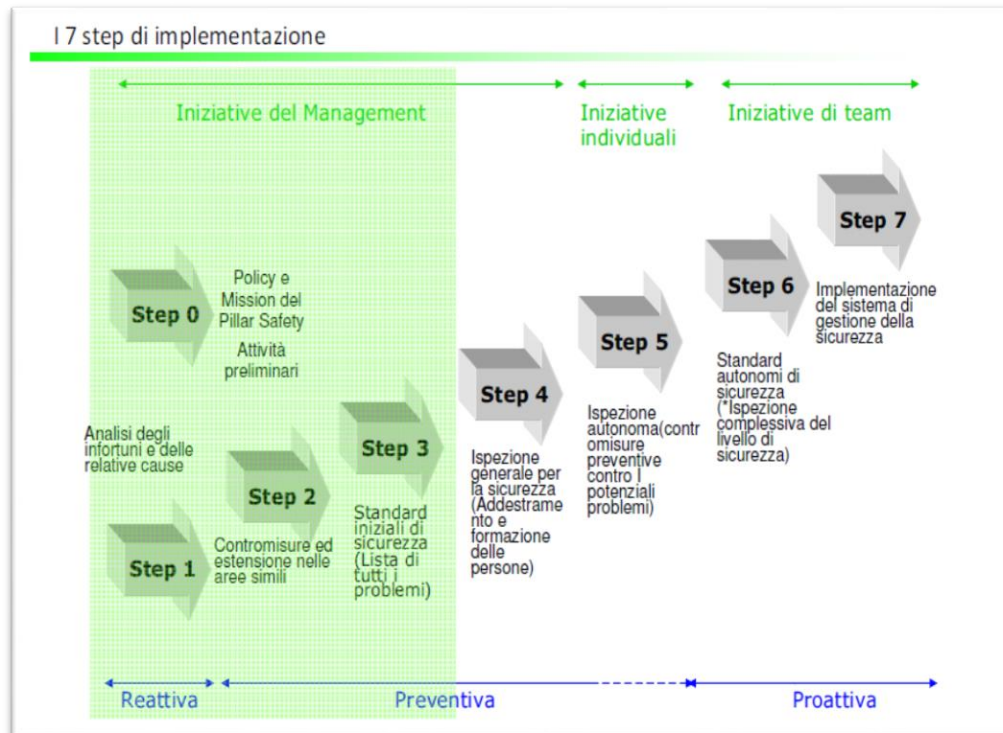 I 7 step di implementazione
Iniziative del Management
Iniziative
individuali
Iniziative di team
Step 0
Policy e
Mission del
Pillar Safety
Attività
preliminari
Analisi degli
infortuni e delle
relative cause
Step 1
Step 2
Contromisure ed
estensione nelle
aree simili
Step 3
Standard
iniziali di
sicurezza
(Lista di
tutti i
problemi)
Step 4
Ispezione
generale per
la sicurezza
(Addestrame
nto e
formazione
delle
persone)
Step 5
Ispezione
autonoma(contr
omisure
preventive
contro I
potenziali
problemi)
Step 6
Standard
autonomi di
sicurezza
(*Ispezione
complessiva del
livello di
sicurezza)
Step 7
Implementazione
del sistema di
gestione della
sicurezza
Reattiva
Preventiva
Proattiva